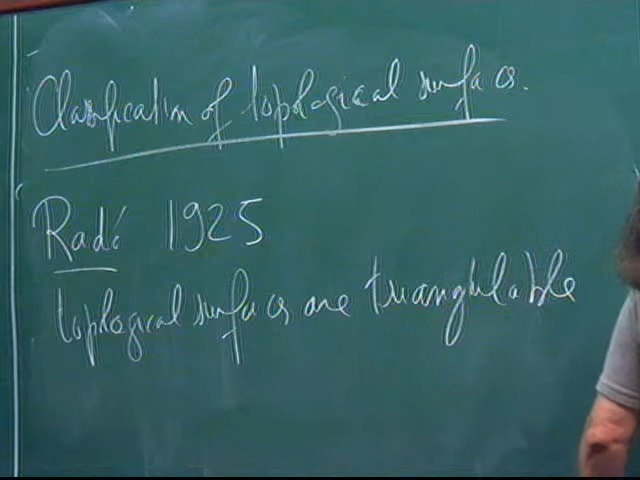 Classification of topological surfaces.
Radó 1925
topological surfaces are triangulable